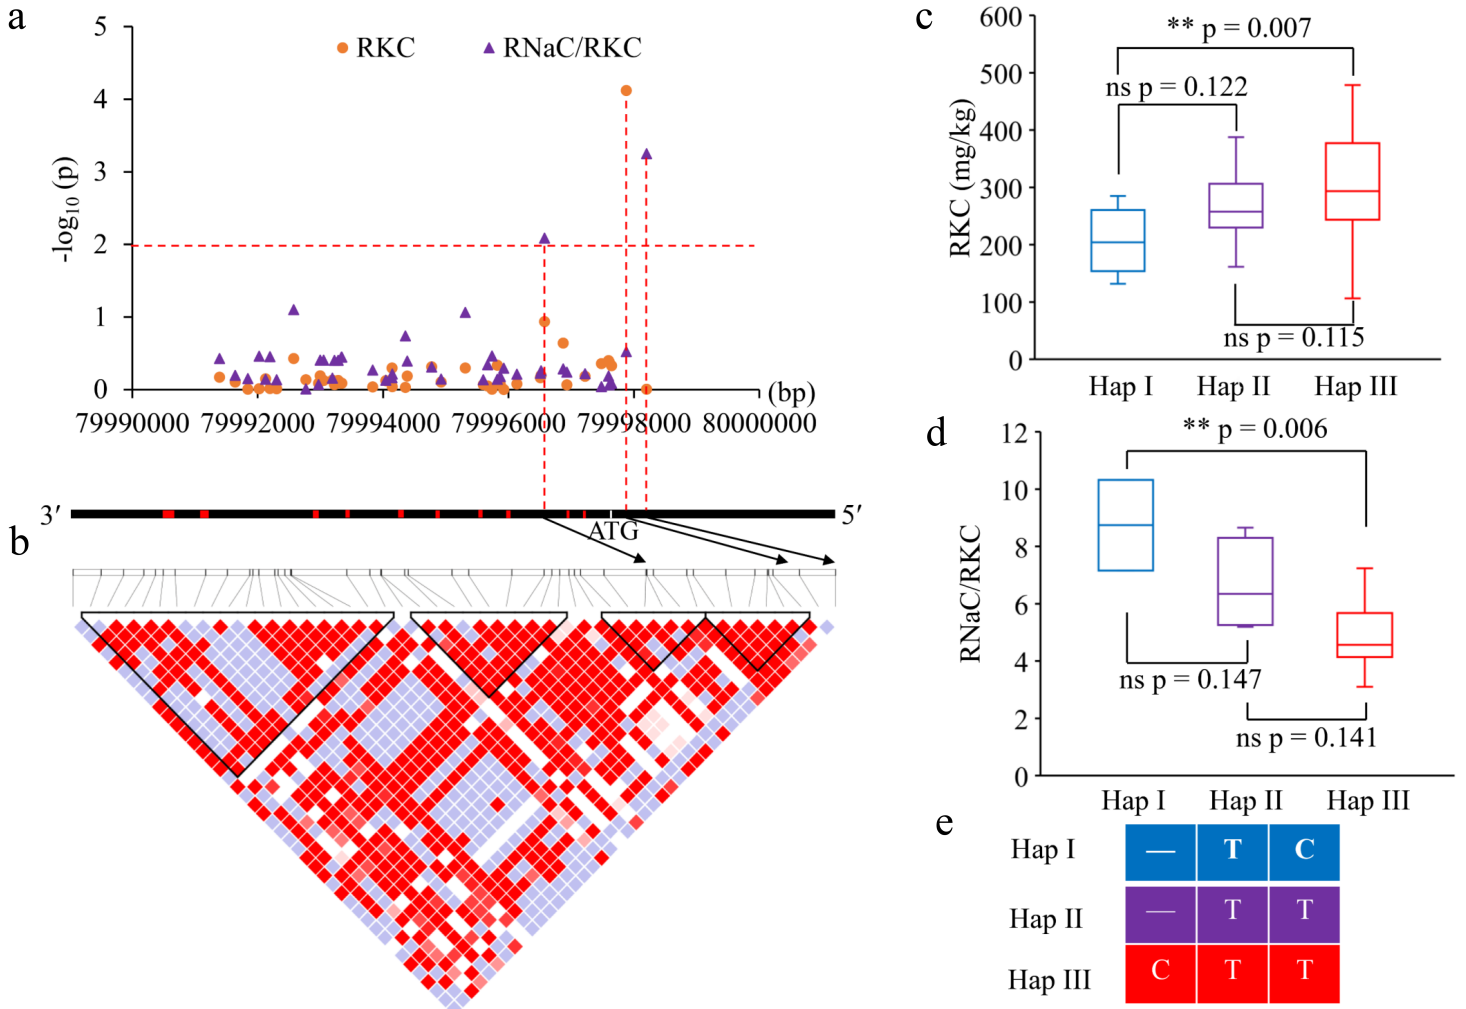 a
5
4
3
2
1
0
-log10 (p)
RKC
RNaC/RKC
(bp)
79990000 79992000 79994000 79996000 79998000 80000000
3′
5′
ATG
b
c
600
500
400
300
200
100
0
RKC (mg/kg)
** p = 0.007
ns p = 0.122
ns p = 0.115
Hap I Hap II Hap III
d
12
10
8
6
4
2
0
RNaC/RKC
** p = 0.006
ns p = 0.147
ns p = 0.141
Hap I Hap II Hap III
e
Hap I — T C
Hap II — T T
Hap III C T T